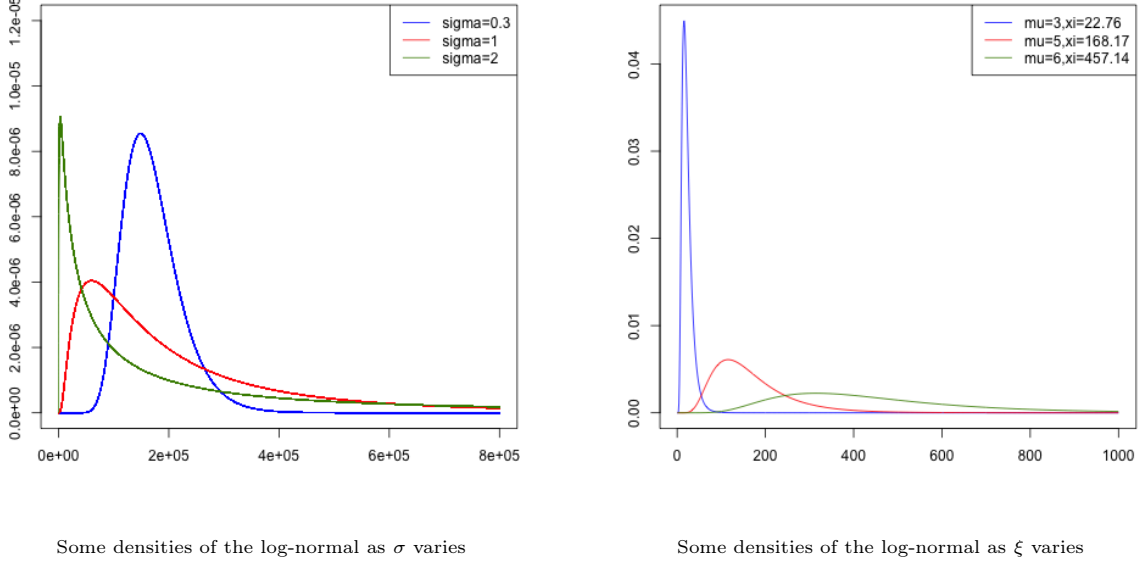 sigma=0.3
sigma=1
sigma=2
1.2e-05
1.0e-05
8.0e-06
6.0e-06
4.0e-06
2.0e-06
0.0e+00
0e+00 2e+05 4e+05 6e+05 8e+05
Some densities of the log-normal as σ varies
mu=3,xi=22.76
mu=5,xi=168.17
mu=6,xi=457.14
0.04
0.03
0.02
0.01
0.00
0 200 400 600 800 1000
Some densities of the log-normal as ξ varies